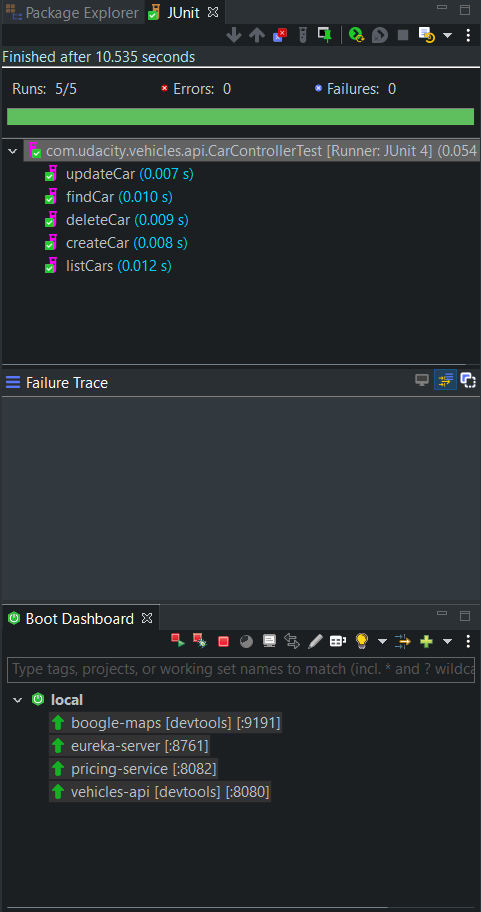 Package Explorer JUnit
Finished after 10.535 seconds
Runs: 5/5 Errors: 0 Failures: 0
com.udacity.vehicles.api.CarControllerTest [Runner: JUnit 4] (0.054
updateCar (0.007 s)
findCar (0.010 s)
deleteCar (0.009 s)
createCar (0.008 s)
listCars (0.012 s)
Failure Trace
Boot Dashboard
Type tags, projects, or working set names to match (incl. * and ? wildca
local
boogle-maps [devtools] [:9191]
eureka-server [:8761]
pricing-service [:8082]
vehicles-api [devtools] [:8080]